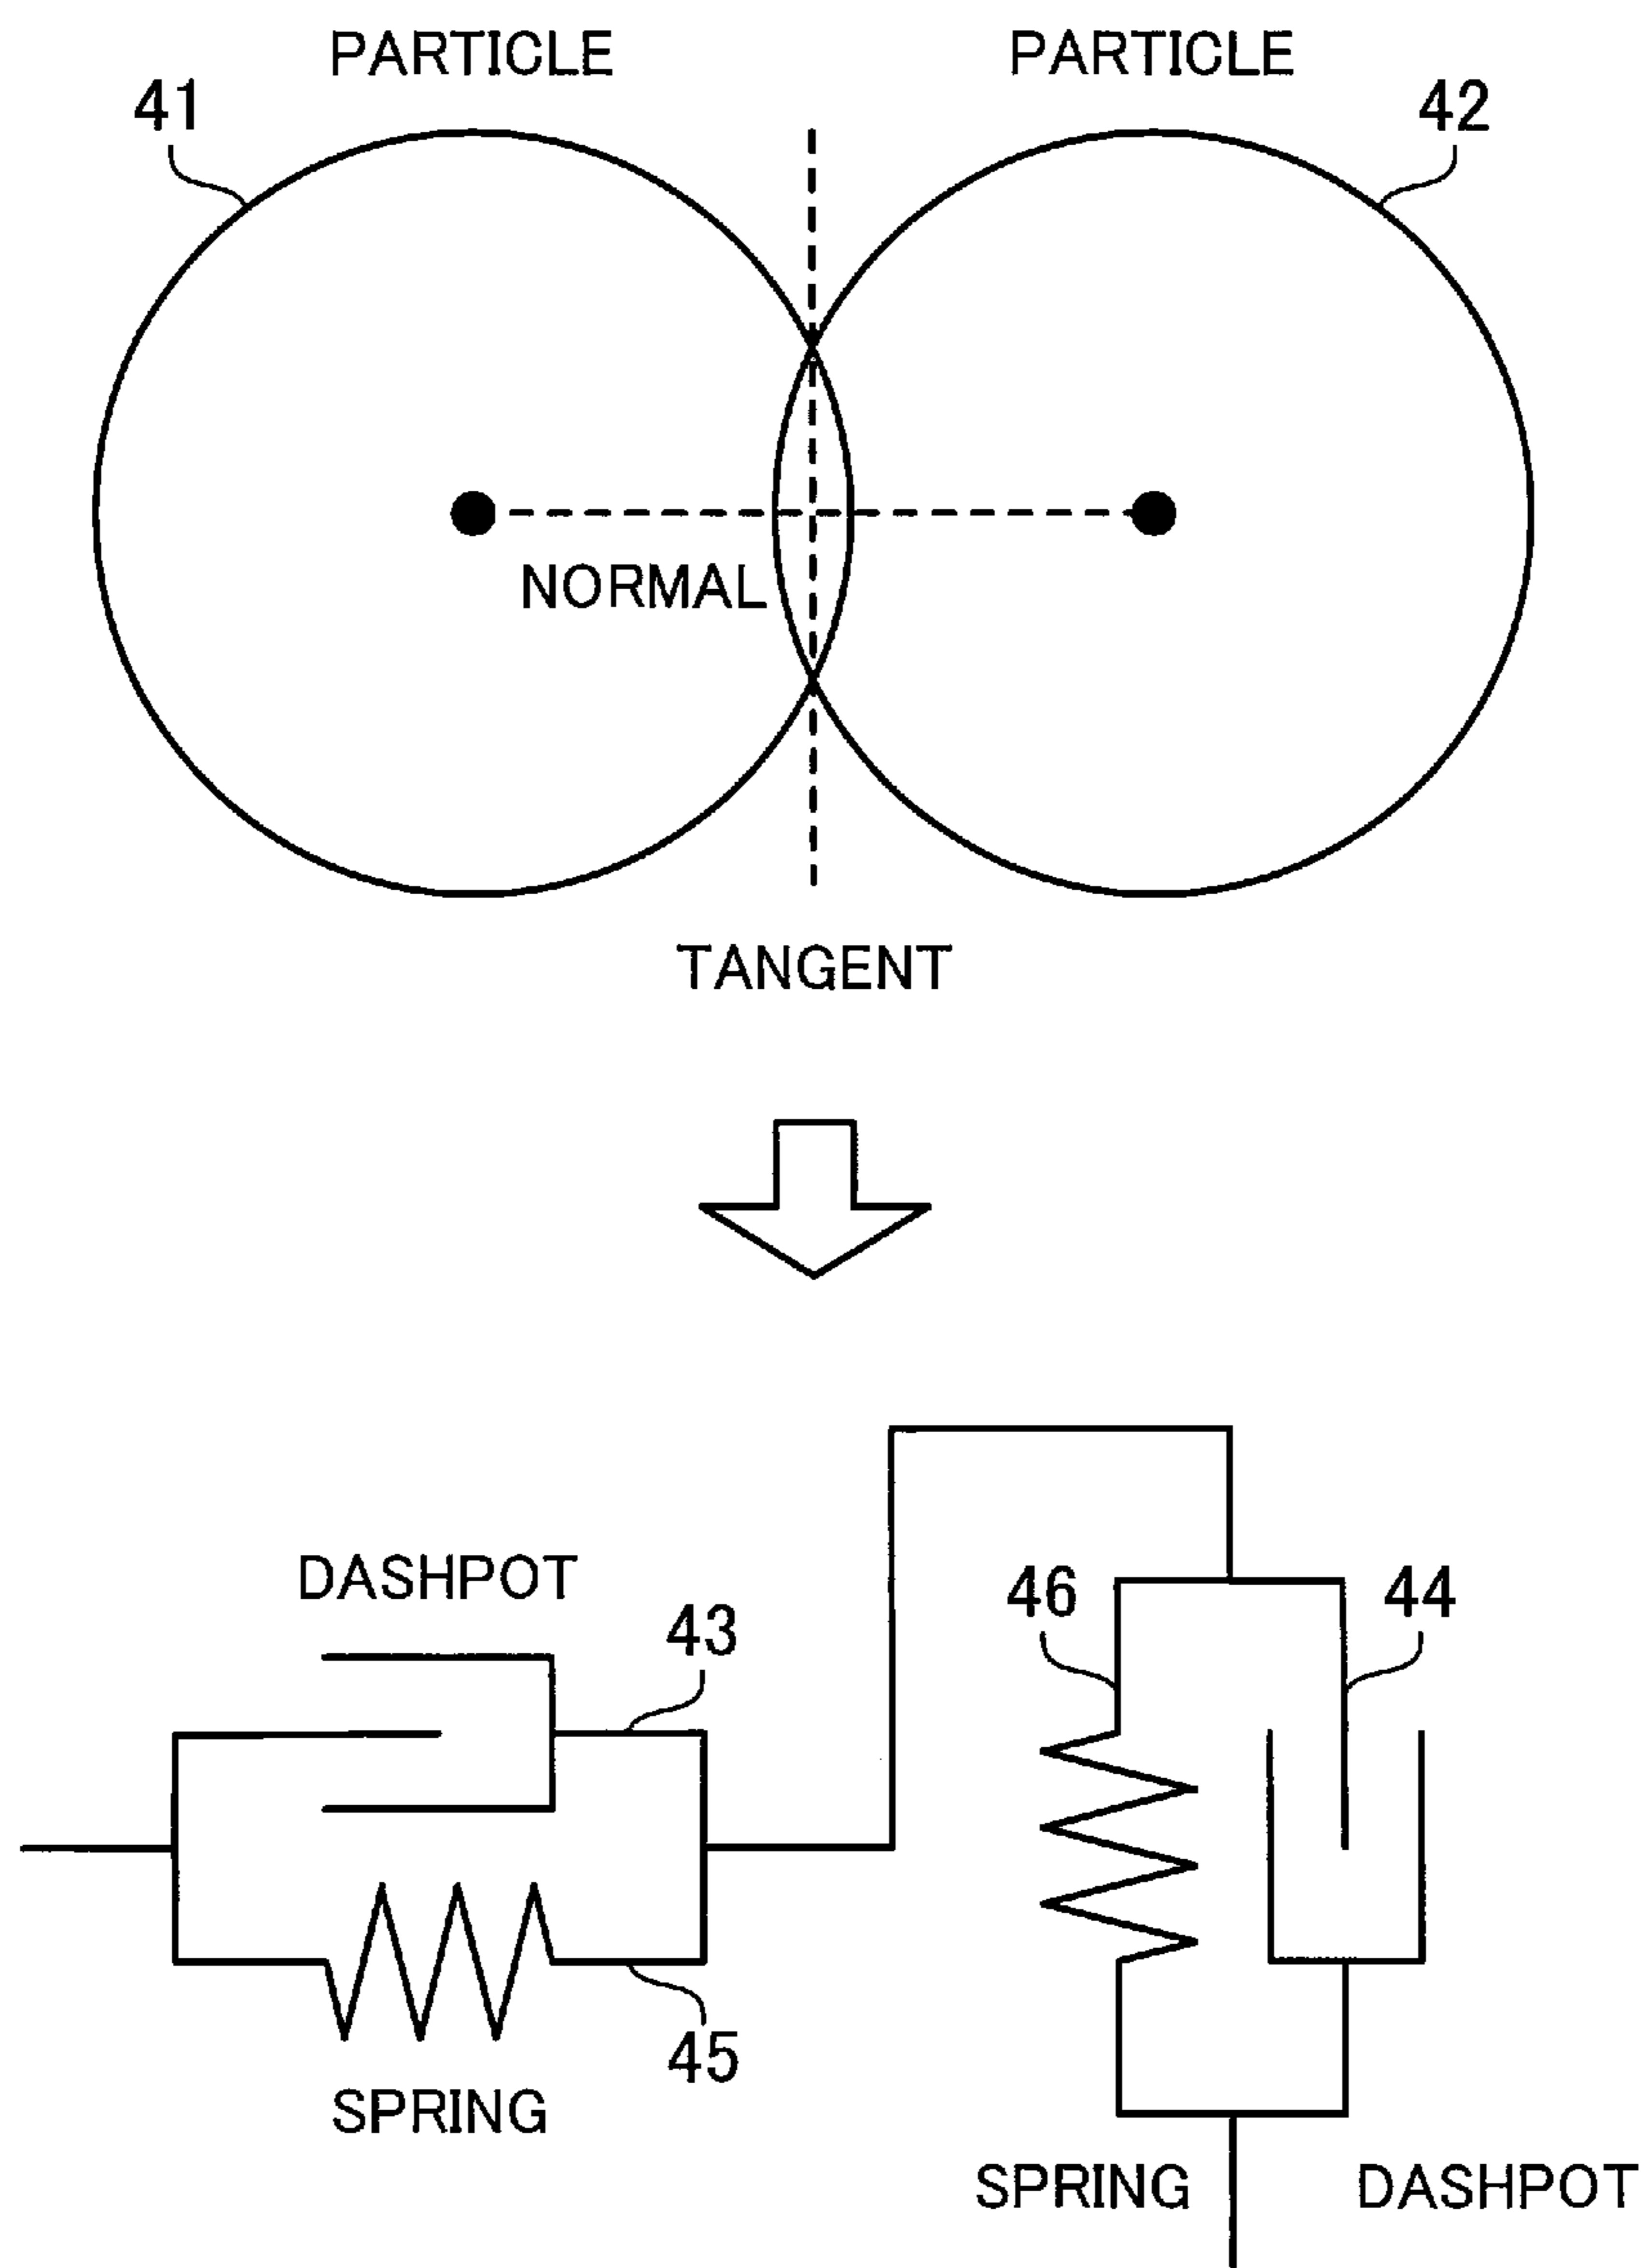 PARTICLE PARTICLE
41 42
NORMAL
TANGENT
DASHPOT
43
46 44
45
SPRING
SPRING DASHPOT